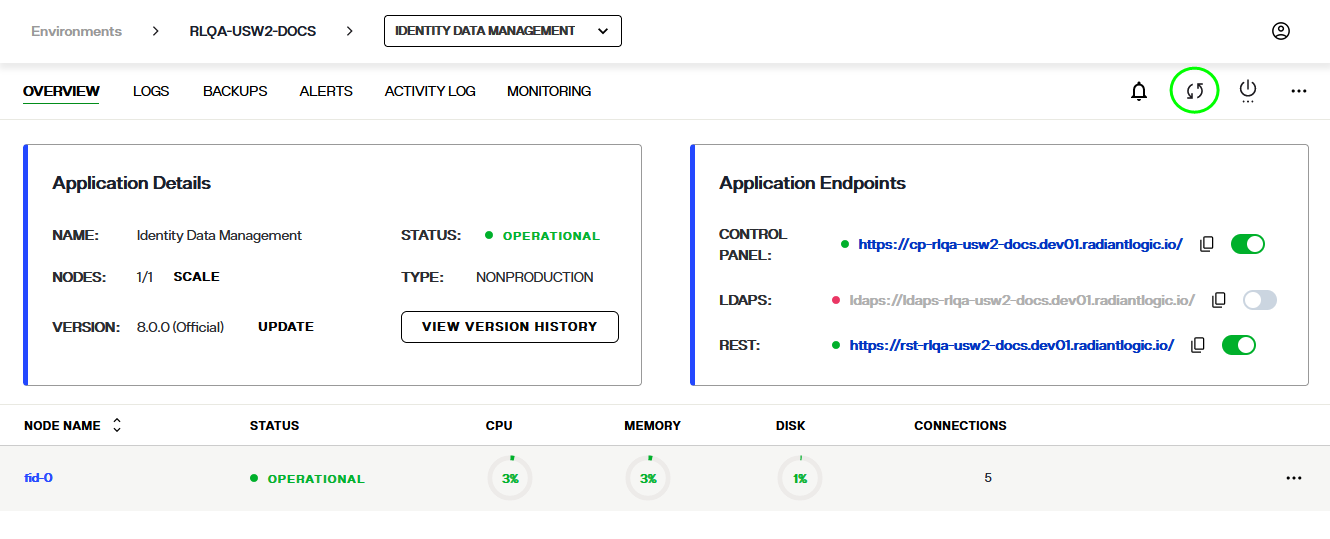 Environments > RLQA-USW2-DOCS > IDENTITY DATA MANAGEMENT
OVERVIEW LOGS BACKUPS ALERTS ACTIVITY LOG MONITORING
Application Details
NAME: Identity Data Management STATUS: OPERATIONAL
NODES: 1/1 SCALE TYPE: NONPRODUCTION
VERSION: 8.0.0 (Official) UPDATE VIEW VERSION HISTORY
Application Endpoints
CONTROL
PANEL: https://cp-rlqa-usw2-docs.dev01.radiantlogic.io/
LDAPS: ldaps://ldaps-rlqa-usw2-docs.dev01.radiantlogic.io/
REST: https://rst-rlqa-usw2-docs.dev01.radiantlogic.io/
NODE NAME STATUS CPU MEMORY DISK CONNECTIONS
fid-0 OPERATIONAL 3% 3% 1% 5